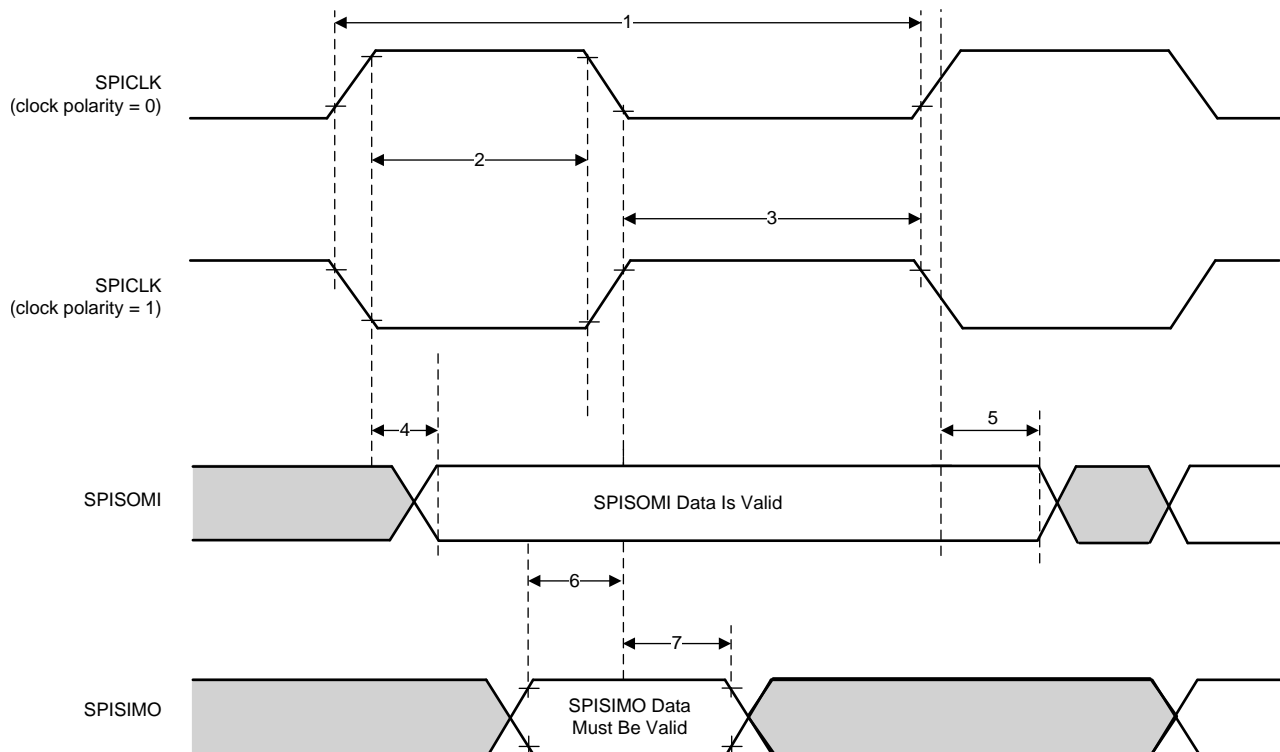 1
SPICLK
(clock polarity = 0)
2
3
SPICLK
(clock polarity = 1)
4
5
SPISOMI
SPISOMI Data Is Valid
6
7
SPISIMO
SPISIMO Data
Must Be Valid